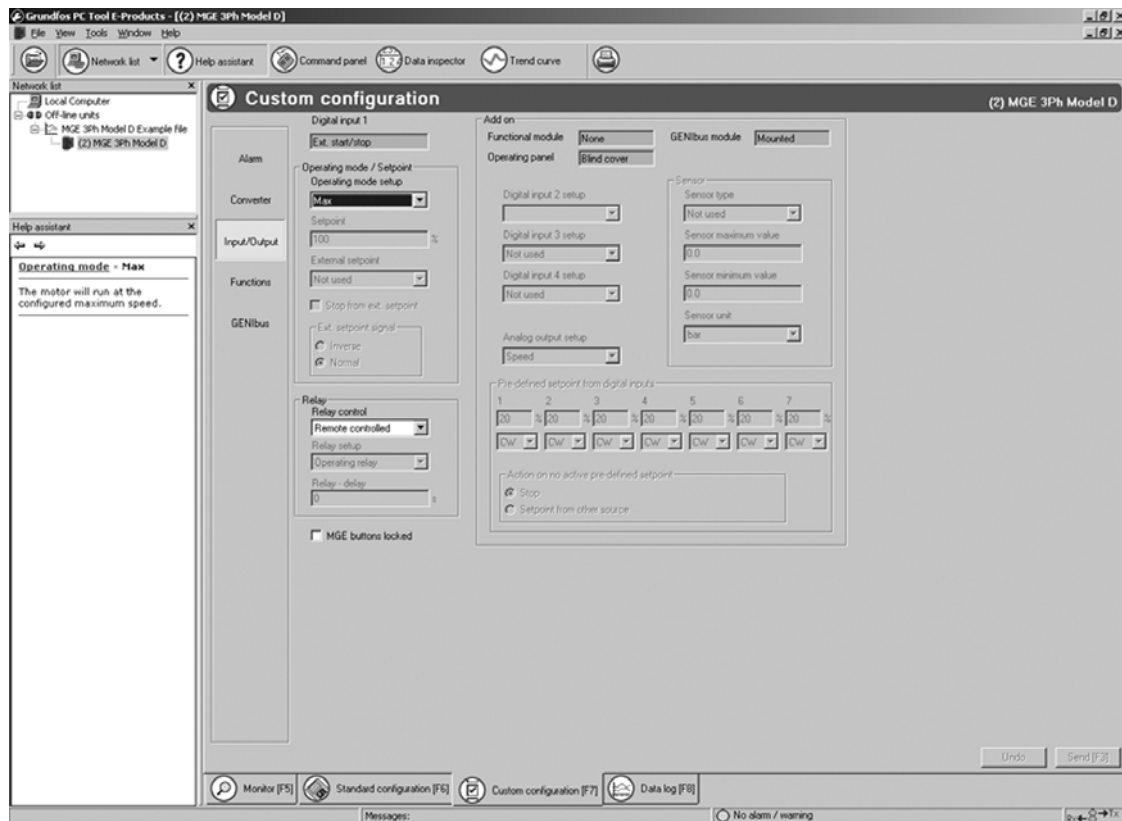 Grundfos PC Tool E-Products - [(2) MGE 3Ph Model D]
File View Tools Window Help
Network list Help assistant Command panel Data inspector Trend curve
Network list
Local Computer
Off-line units
MGE 3Ph Model D Example file
(2) MGE 3Ph Model D
Help assistant
Operating mode - Max
The motor will run at the
configured maximum speed.
Custom configuration
(2) MGE 3Ph Model D
Alarm
Converter
Input/Output
Functions
GENIbus
Digital input 1
Ext. start/stop
Operating mode / Setpoint
Operating mode setup
Max
Setpoint
100 %
External setpoint
Not used
Stop from ext. setpoint
Ext. setpoint signal
Inverse
Normal
Relay
Relay control
Remote controlled
Relay setup
Operating relay
Relay - delay
0 s
MGE buttons locked
Add on
Functional module None GENIbus module Mounted
Operating panel Blind cover
Digital input 2 setup
Digital input 3 setup
Not used
Digital input 4 setup
Not used
Analog output setup
Speed
Sensor
Sensor type
Not used
Sensor maximum value
0.0
Sensor minimum value
0.0
Sensor unit
bar
Pre-defined setpoint from digital inputs
1 2 3 4 5 6 7
20 % 20 % 20 % 20 % 20 % 20 % 20 %
CW CW CW CW CW CW CW
Action on no active pre-defined setpoint
Stop
Setpoint from other source
Undo Send [F3]
Monitor [F5] Standard configuration [F6] Custom configuration [F7] Data log [F8]
Messages: No alarm / warning Rx Tx